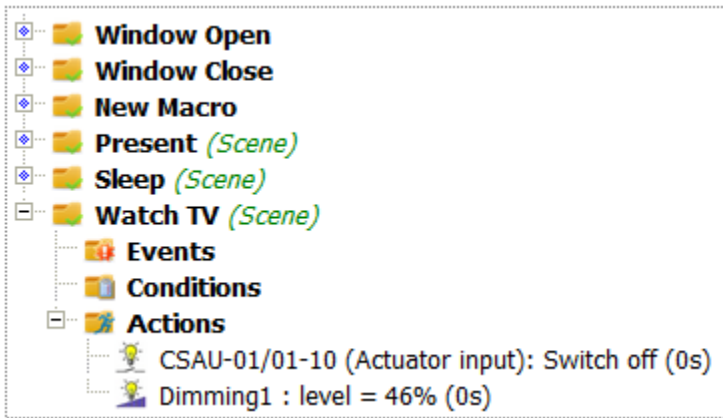 Window Open
Window Close
New Macro
Present (Scene)
Sleep (Scene)
Watch TV (Scene)
Events
Conditions
Actions
CSAU-01/01-10 (Actuator input): Switch off (0s)
Dimming1 : level = 46% (0s)